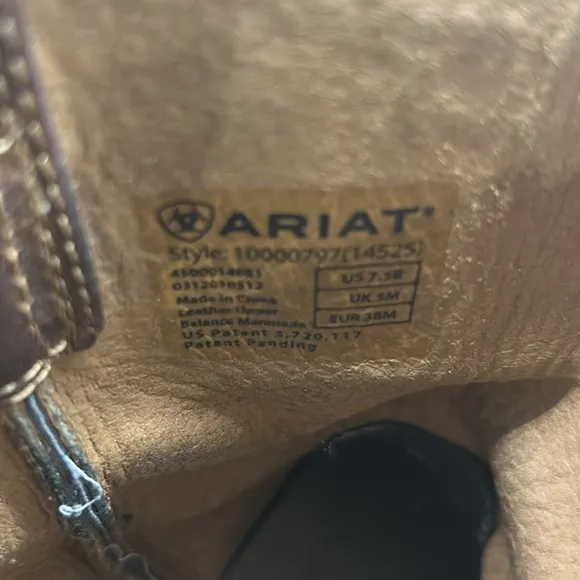 ARIAT
Style: 10000797(14525)
US 7.5B
0312010513
UK 5M
Made in China
Leather Upper
EUR 38M
Balance Manmade
US Patent 5,720,117
Patent Pending